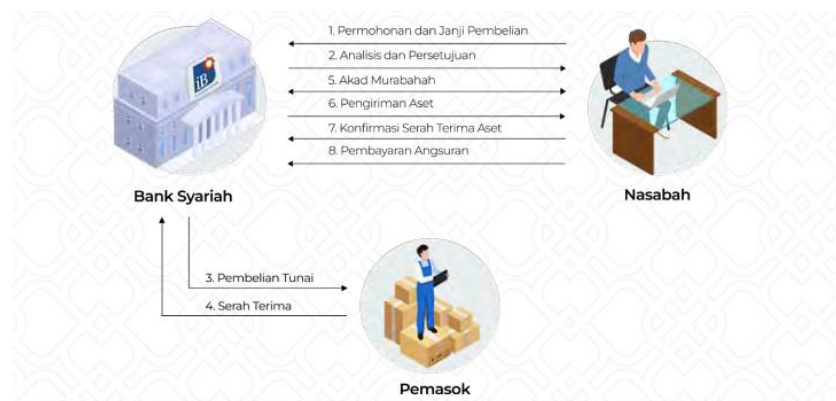 1. Permohonan dan Janji Pembelian
2. Analisis dan Persetujuan
5. Akad Murabahah
6. Pengiriman Aset
7. Konfirmasi Serah Terima Aset
8. Pembayaran Angsuran
iB
Bank Syariah
Nasabah
3. Pembelian Tunai
4. Serah Terima
Pemasok